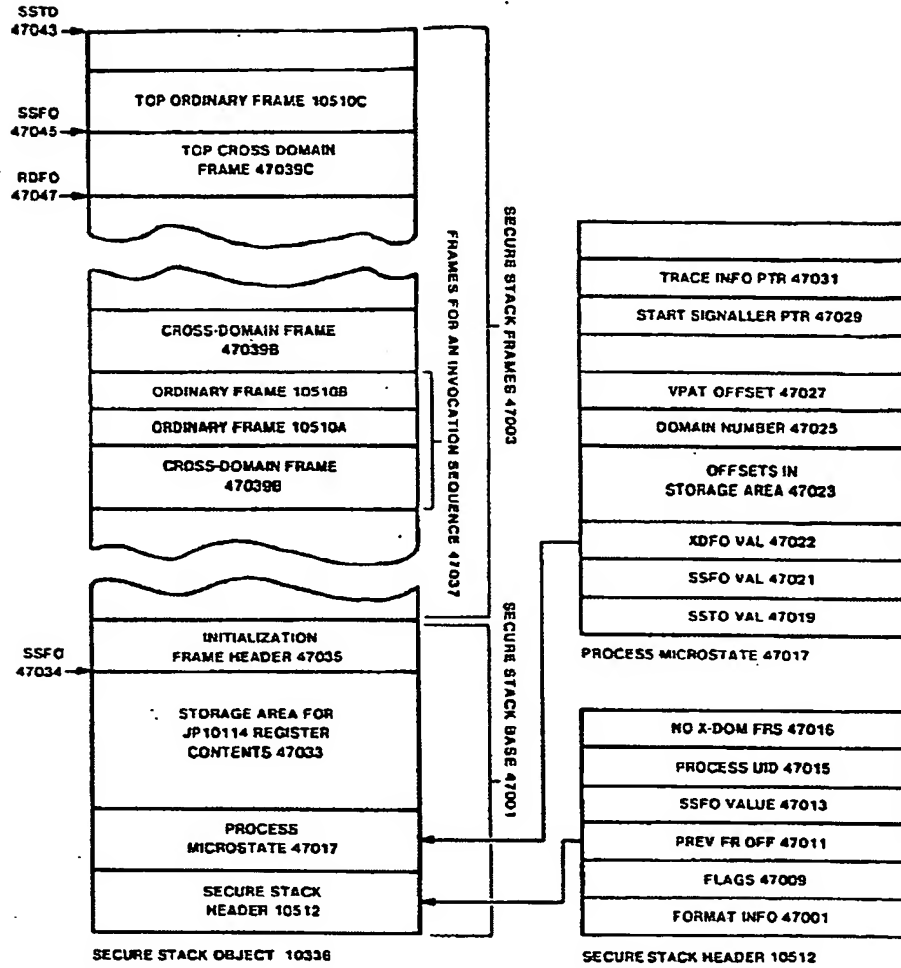 SSTO
47043
TOP ORDINARY FRAME 10510C
SSFO
47045
TOP CROSS DOMAIN
FRAME 47039C
RDFO
47047
CROSS-DOMAIN FRAME
47039B
ORDINARY FRAME 10510B
ORDINARY FRAME 10510A
CROSS-DOMAIN FRAME
47039B
INITIALIZATION
FRAME HEADER 47035
SSFO
47034
STORAGE AREA FOR
JP10114 REGISTER
CONTENTS 47033
PROCESS
MICROSTATE 47017
SECURE STACK
HEADER 10512
SECURE STACK OBJECT 10336
FRAMES FOR AN INVOCATION SEQUENCE 47037
SECURE STACK FRAMES 47003
SECURE STACK BASE 47001
TRACE INFO PTR 47031
START SIGNALLER PTR 47029
VPAT OFFSET 47027
DOMAIN NUMBER 47025
OFFSETS IN
STORAGE AREA 47023
XDFO VAL 47022
SSFO VAL 47021
SSTO VAL 47019
PROCESS MICROSTATE 47017
NO X-DOM FRS 47016
PROCESS UID 47015
SSFO VALUE 47013
PREV FR OFF 47011
FLAGS 47009
FORMAT INFO 47001
SECURE STACK HEADER 10512